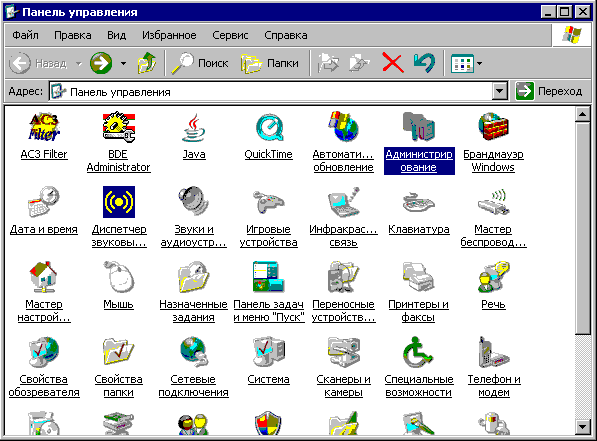 Панель управления
Файл Правка Вид Избранное Сервис Справка
Назад Поиск Папки
Адрес: Панель управления Переход
AC3 Filter
BDE Administrator
Java
QuickTime
Автомати... обновление
Администрир ование
Брандмауэр Windows
Дата и время
Диспетчер звуковы...
Звуки и аудиоустр...
Игровые устройства
Инфракрас... связь
Клавиатура
Мастер беспровод...
Мастер настрой...
Мышь
Назначенные задания
Панель задач и меню "Пуск"
Переносные устройств...
Принтеры и факсы
Речь
Свойства обозревателя
Свойства папки
Сетевые подключения
Система
Сканеры и камеры
Специальные возможности
Телефон и модем